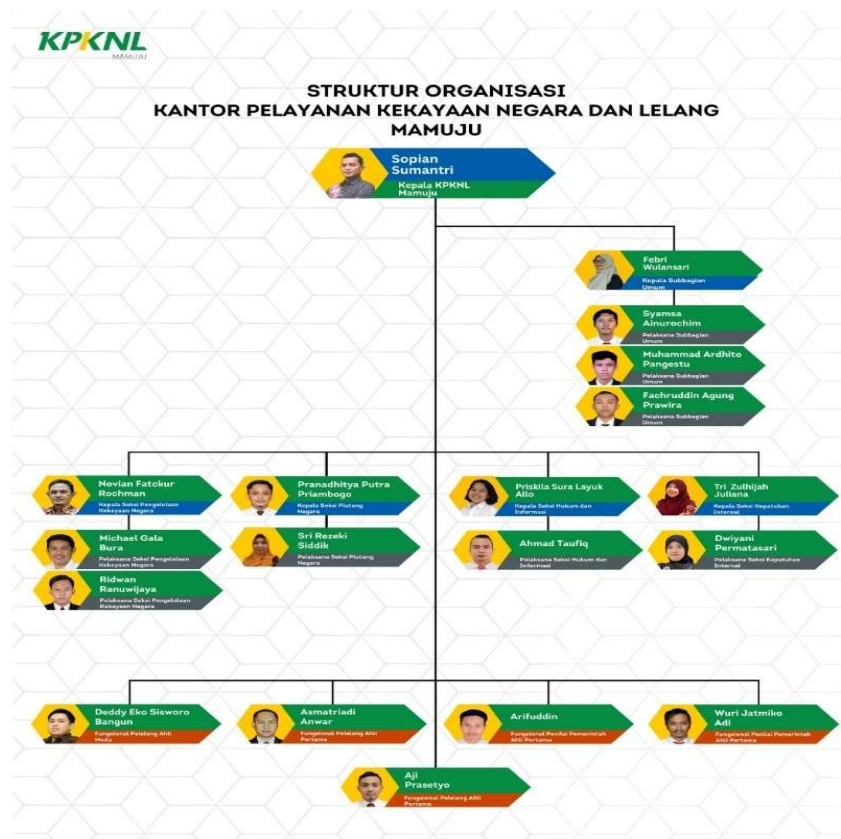 KPKNL
MAMUJU
STRUKTUR ORGANISASI
KANTOR PELAYANAN KEKAYAAN NEGARA DAN LELANG
MAMUJU
Sopian
Sumantri
Kepala KPKNL
Mamuju
Febri
Wulansari
Kepala Subbagian
Umum
Syamsa
Ainurochim
Pelaksana Subbagian
Umum
Muhammad Ardhito
Pangestu
Pelaksana Subbagian
Umum
Fachruddin Agung
Prawira
Pelaksana Subbagian
Umum
Novian Fatckur
Rochman
Kepala Seksi Pengelolaan
Kekayaan Negara
Pranadhitya Putra
Priambogo
Kepala Seksi Piutang
Negara
Priskila Sura Layuk
Allo
Kepala Seksi Hukum dan
Informasi
Tri Zulhijah
Juliana
Kepala Seksi Kepatuhan
Internal
Michael Gala
Bura
Pelaksana Seksi Pengelolaan
Kekayaan Negara
Sri Rezeki
Siddik
Pelaksana Seksi Piutang
Negara
Ahmad Taufiq
Pelaksana Seksi Hukum dan
Informasi
Dwiyani
Permatasari
Pelaksana Seksi Kepatuhan
Internal
Ridwan
Ranuwijaya
Pelaksana Seksi Pengelolaan
Kekayaan Negara
Deddy Eko Sisworo
Bangun
Fungsional Pelelang Ahli
Muda
Asmatriadi
Anwar
Fungsional Pelelang Ahli
Pertama
Arifuddin
Fungsional Penilai Pemerintah
Ahli Pertama
Wuri Jatmiko
Adi
Fungsional Penilai Pemerintah
Ahli Pertama
Aji
Prasetyo
Fungsional Pelelang Ahli
Pertama